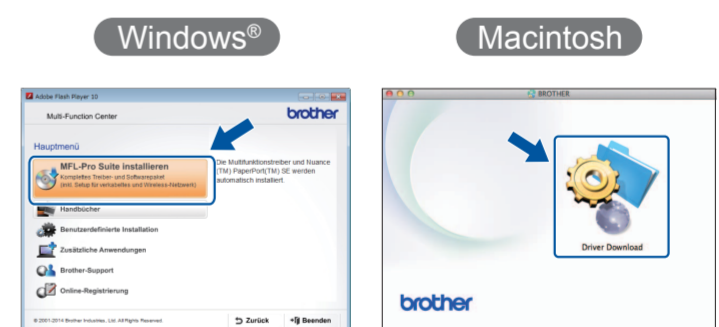 Windows®
Macintosh
Adobe Flash Player 10
Multi-Function Center
brother
Hauptmenü
MFL-Pro Suite installieren
Komplettes Treiber- und Softwarepaket
(inkl. Setup für verkabeltes und Wireless-Netzwerk)
Die Multifunktionstreiber und Nuance
(TM) PaperPort(TM) SE werden
automatisch installiert.
Handbücher
Benutzerdefinierte Installation
Zusätzliche Anwendungen
Brother-Support
Online-Registrierung
© 2001-2014 Brother Industries, Ltd. All Rights Reserved.
Zurück
Beenden
BROTHER
Driver Download
brother